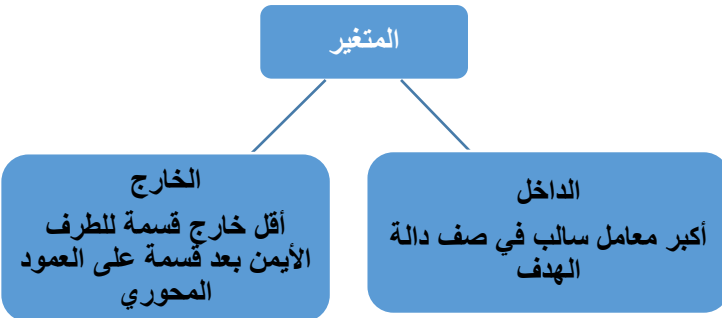 المتغير
الداخل
أكبر معامل سالب في صف دالة
الهدف
الخارج
أقل خارج قسمة للطرف
الأيمن بعد قسمة على العمود
المحوري